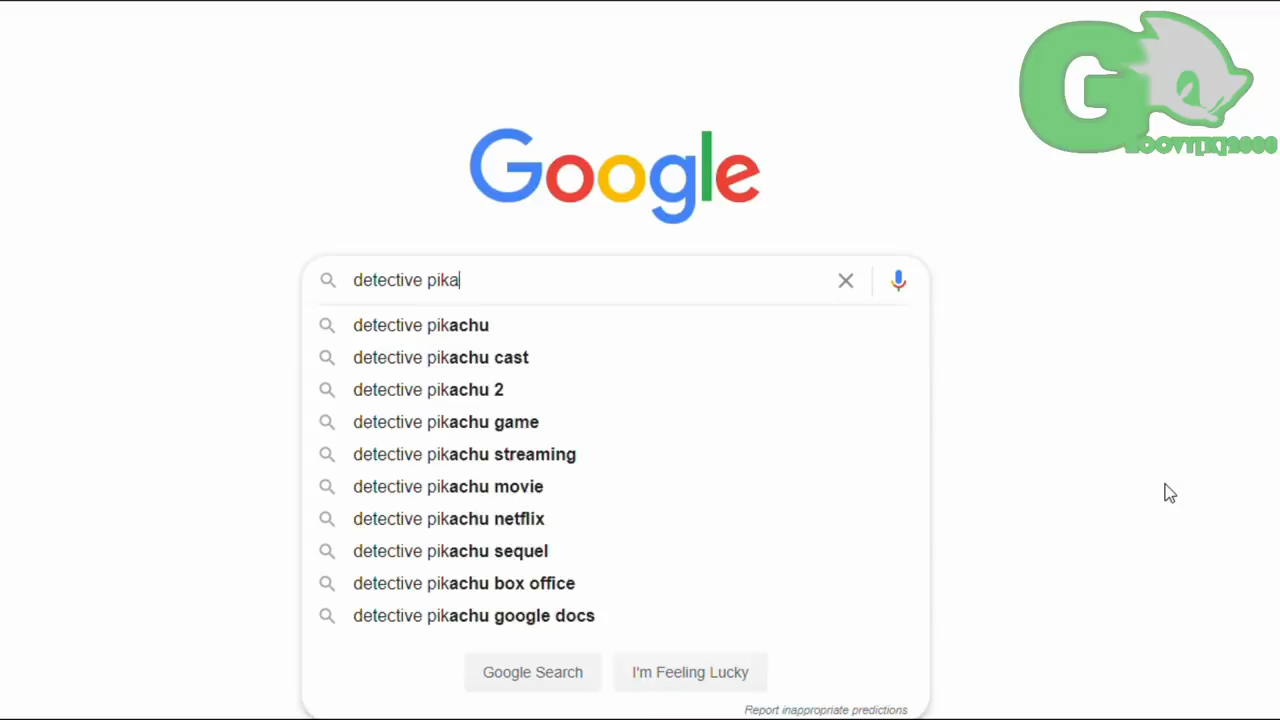 Google
detective pika
detective pikachu
detective pikachu cast
detective pikachu 2
detective pikachu game
detective pikachu streaming
detective pikachu movie
detective pikachu netflix
detective pikachu sequel
detective pikachu box office
detective pikachu google docs
Google Search
I'm Feeling Lucky
Report inappropriate predictions